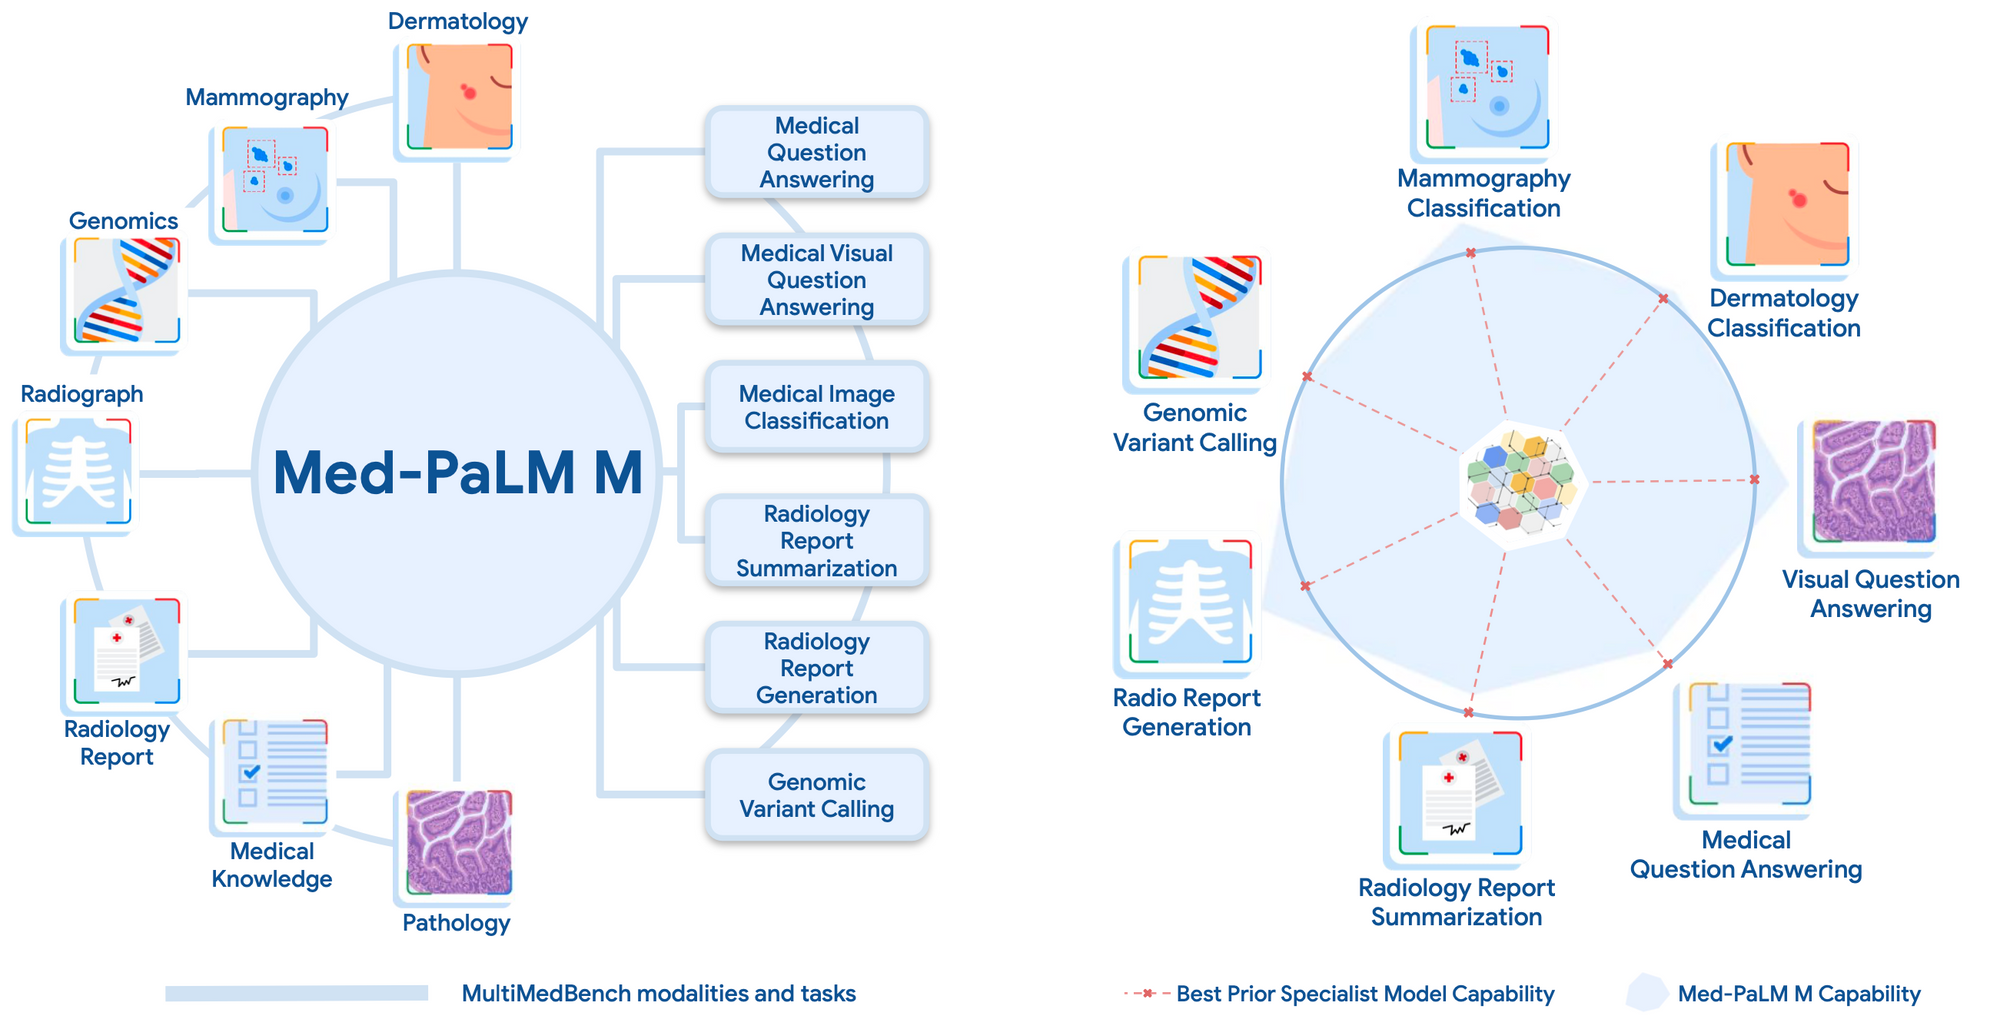 Dermatology
Mammography
Genomics
Radiograph
Radiology
Report
Medical
Knowledge
Pathology
Med-PaLM M
Medical
Question
Answering
Medical Visual
Question
Answering
Medical Image
Classification
Radiology
Report
Summarization
Radiology
Report
Generation
Genomic
Variant Calling
MultiMedBench modalities and tasks
Mammography
Classification
Dermatology
Classification
Genomic
Variant Calling
Visual Question
Answering
Radio Report
Generation
Medical
Question Answering
Radiology Report
Summarization
Best Prior Specialist Model Capability
Med-PaLM M Capability